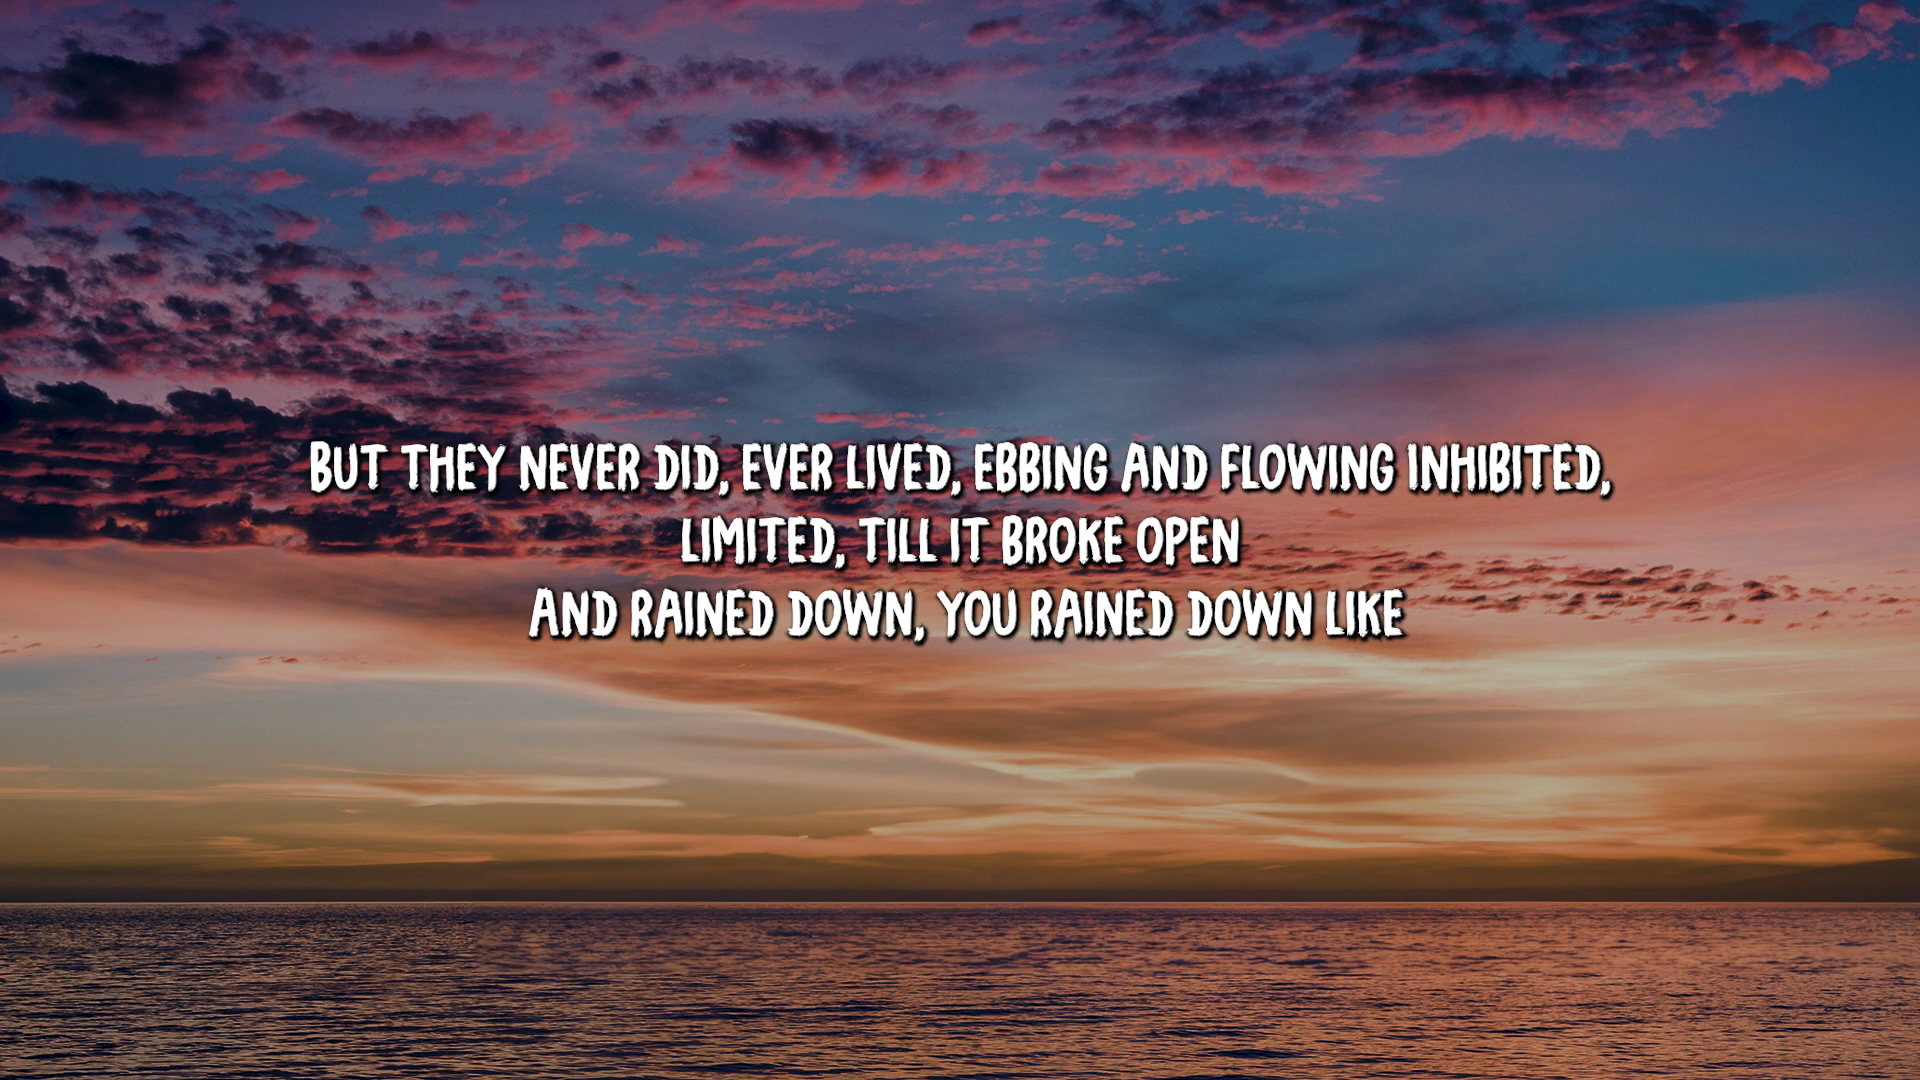 BUT THEY NEVER DID, EVER LIVED, EBBING AND FLOWING INHIBITED,
LIMITED, TILL IT BROKE OPEN
AND RAINED DOWN, YOU RAINED DOWN LIKE